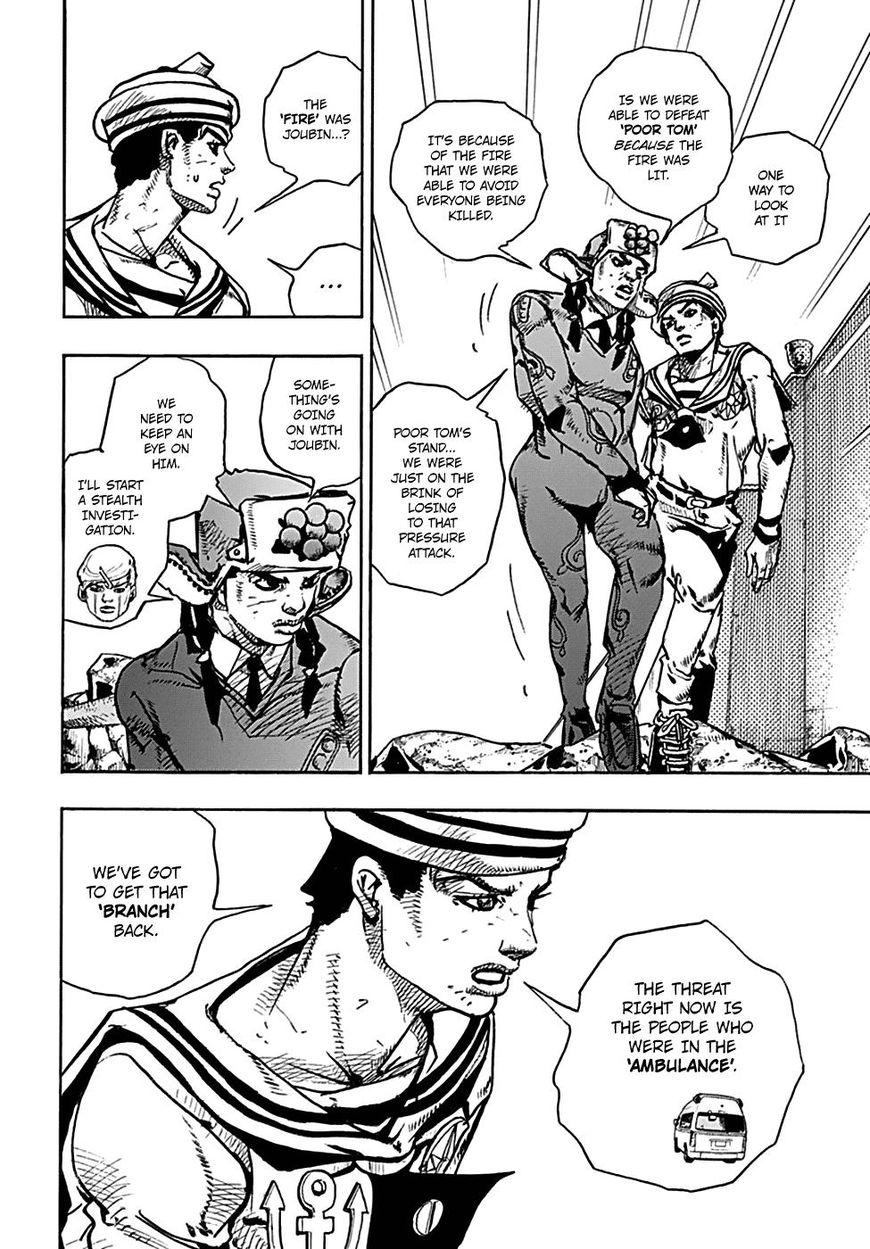 ONE
WAY TO
LOOK
AT IT
IS WE WERE
ABLE TO DEFEAT
'POOR TOM'
BECAUSE THE
FIRE WAS
LIT.
IT'S BECAUSE
OF THE FIRE
THAT WE WERE
ABLE TO AVOID
EVERYONE BEING
KILLED.
POOR TOM'S
STAND...
WE WERE
JUST ON THE
BRINK OF
LOSING
TO THAT
PRESSURE
ATTACK.
THE
'FIRE' WAS
JOUBIN...?
...
SOME-
THING'S
GOING
ON WITH
JOUBIN.
WE
NEED TO
KEEP AN
EYE ON
HIM.
I'LL START
A STEALTH
INVESTI-
GATION.
THE THREAT
RIGHT NOW IS
THE PEOPLE WHO
WERE IN THE
'AMBULANCE'.
WE'VE GOT
TO GET THAT
'BRANCH'
BACK.